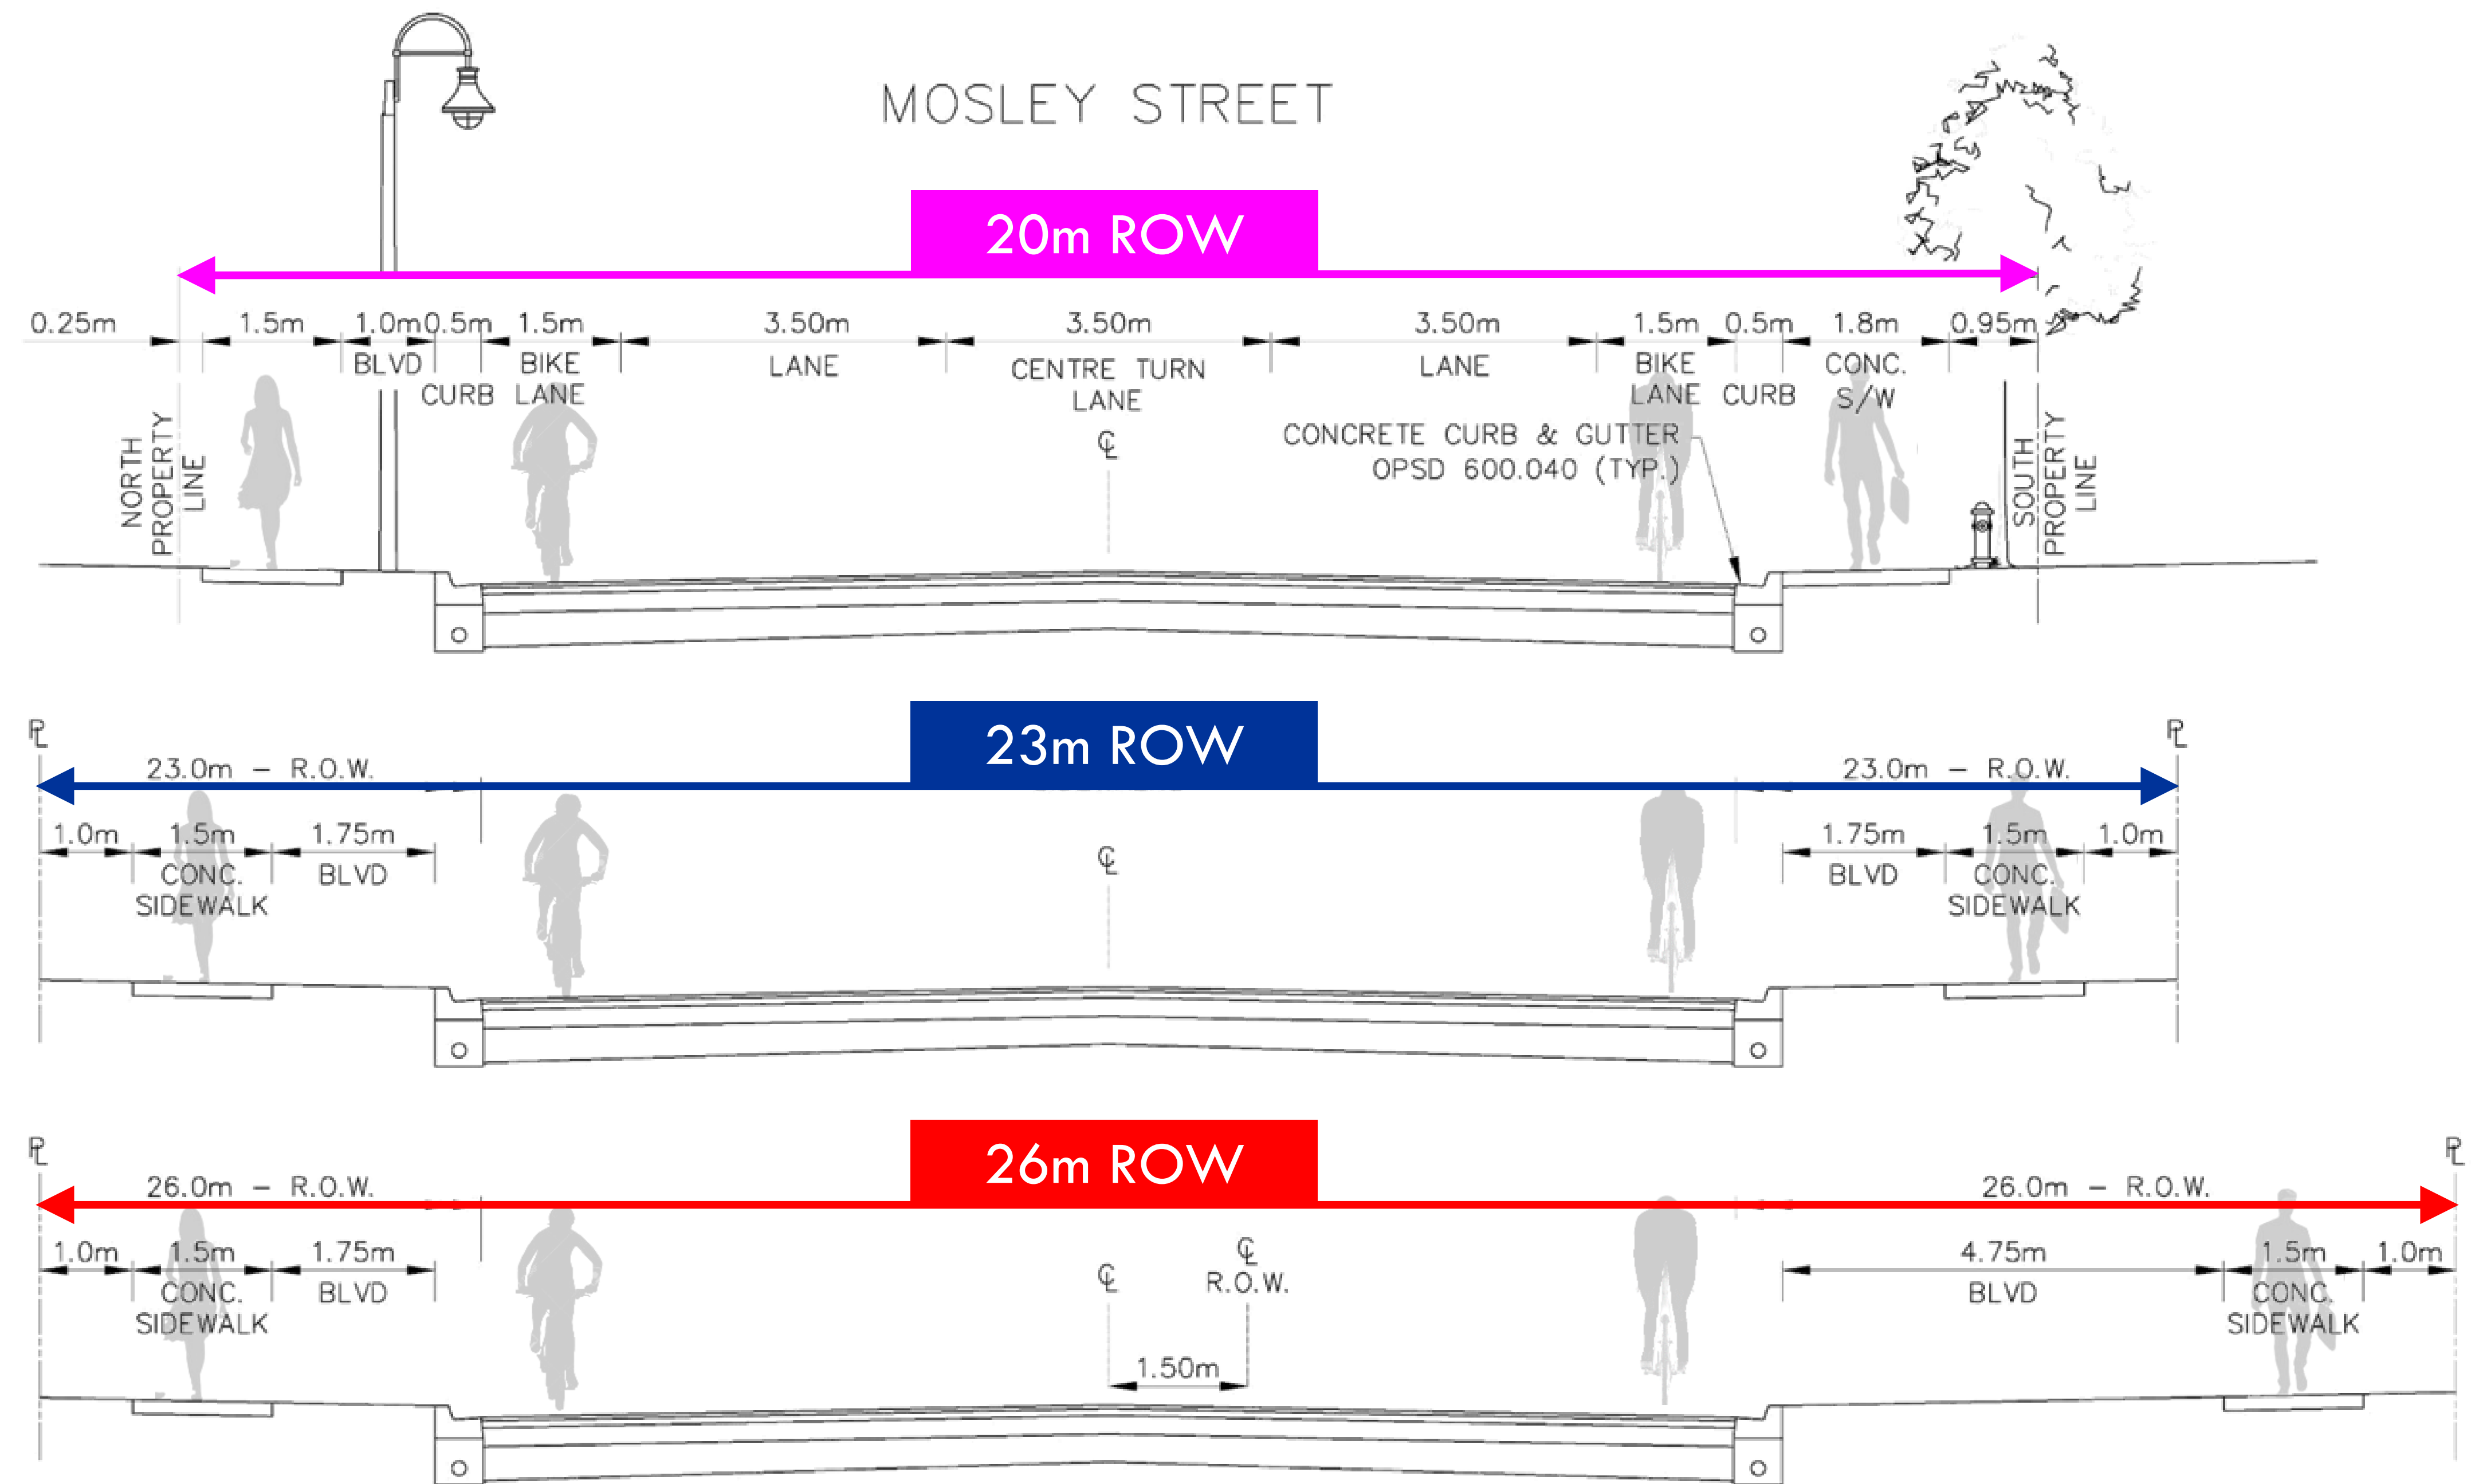 MOSLEY STREET
20m ROW
0.25m 1.5m 1.0m 0.5m 1.5m 3.50m 3.50m 3.50m 1.5m 0.5m 1.8m 0.95m
BLVD BIKE LANE CENTRE TURN LANE BIKE CONC.
CURB LANE LANE LANE CURB S/W
℄
CONCRETE CURB & GUTTER
OPSD 600.040 (TYP.)
NORTH
PROPERTY
LINE
SOUTH
PROPERTY
LINE
23m ROW
℄ ℄
23.0m – R.O.W. 23.0m – R.O.W.
1.0m 1.5m 1.75m ℄ 1.75m 1.5m 1.0m
CONC. BLVD BLVD CONC.
SIDEWALK SIDEWALK
26m ROW
26.0m – R.O.W. 26.0m – R.O.W.
1.0m 1.5m 1.75m ℄ ℄ 4.75m 1.5m 1.0m
CONC. BLVD R.O.W. BLVD CONC.
SIDEWALK SIDEWALK
1.50m